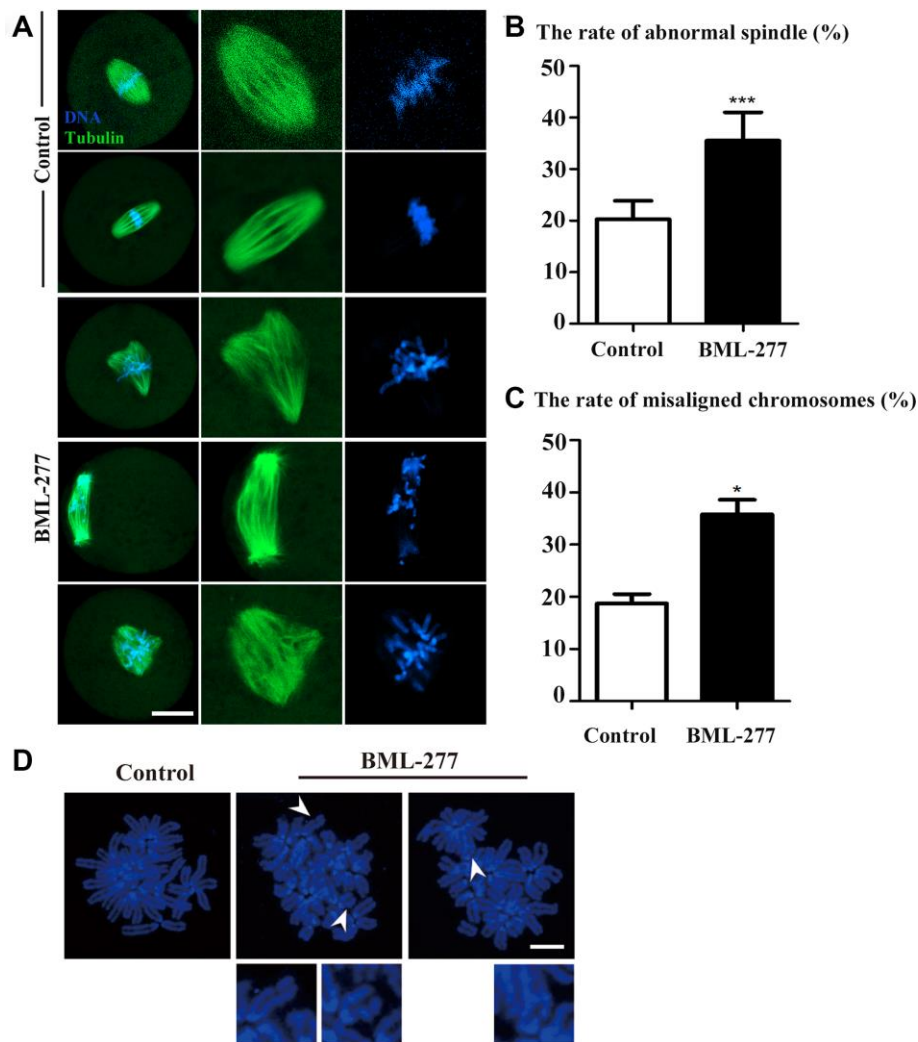 A
Control
DNA
Tubulin
BML-277
B The rate of abnormal spindle (%)
50
40
30
20
10
0
***
Control BML-277
C The rate of misaligned chromosomes (%)
50
40
30
20
10
0
*
Control BML-277
D
Control BML-277